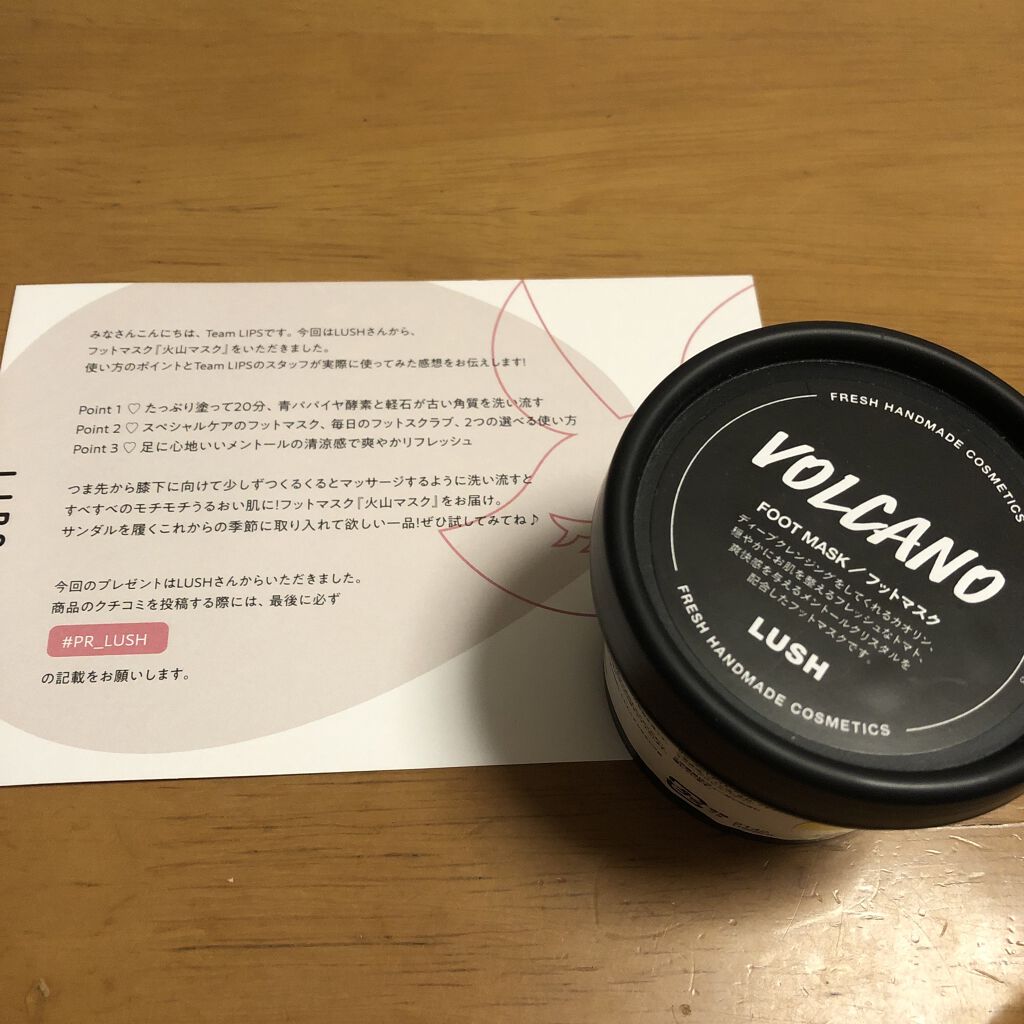 みなさんこんにちは、Team LIPSです。今回はLUSHさんから、
フットマスク『火山マスク』をいただきました。
使い方のポイントとTeam LIPSのスタッフが実際に使ってみた感想をお伝えします!
Point 1 ♡ たっぷり塗って20分、青パパイヤ酵素と軽石が古い角質を洗い流す
Point 2 ♡ スペシャルケアのフットマスク、毎日のフットスクラブ、2つの選べる使い方
Point 3 ♡ 足に心地いいメントールの清涼感で爽やかリフレッシュ
つま先から膝下に向けて少しずつくるくるとマッサージするように洗い流すと
すべすべのモチモチうるおい肌に!フットマスク『火山マスク』をお届け。
サンダルを履くこれからの季節に取り入れて欲しい一品!ぜひ試してみてね♪
今回のプレゼントはLUSHさんからいただきました。
商品のクチコミを投稿する際には、最後に必ず
#PR_LUSH
の記載をお願いします。
LIPS
FRESH HANDMADE COSMETICS
VOLCANO
FOOT MASK / フットマスク
ディープクレンジングをしてくれるカオリン、
穏やかにお肌を整えるフレッシュなトマト、
爽快感を与えるメントールクリスタルを
配合したフットマスクです。
LUSH
FRESH HANDMADE COSMETICS